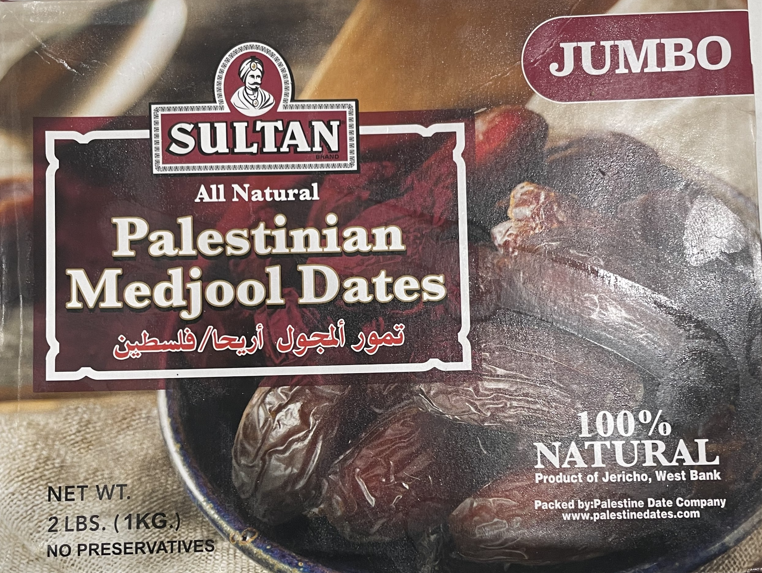 JUMBO
SULTAN
BRAND
All Natural
Palestinian
Medjool Dates
تمور ألمجول أريحا/فلسطين
100%
NATURAL
Product of Jericho, West Bank
Packed by:Palestine Date Company
www.palestinedates.com
NET WT.
2 LBS. (1KG.)
NO PRESERVATIVES